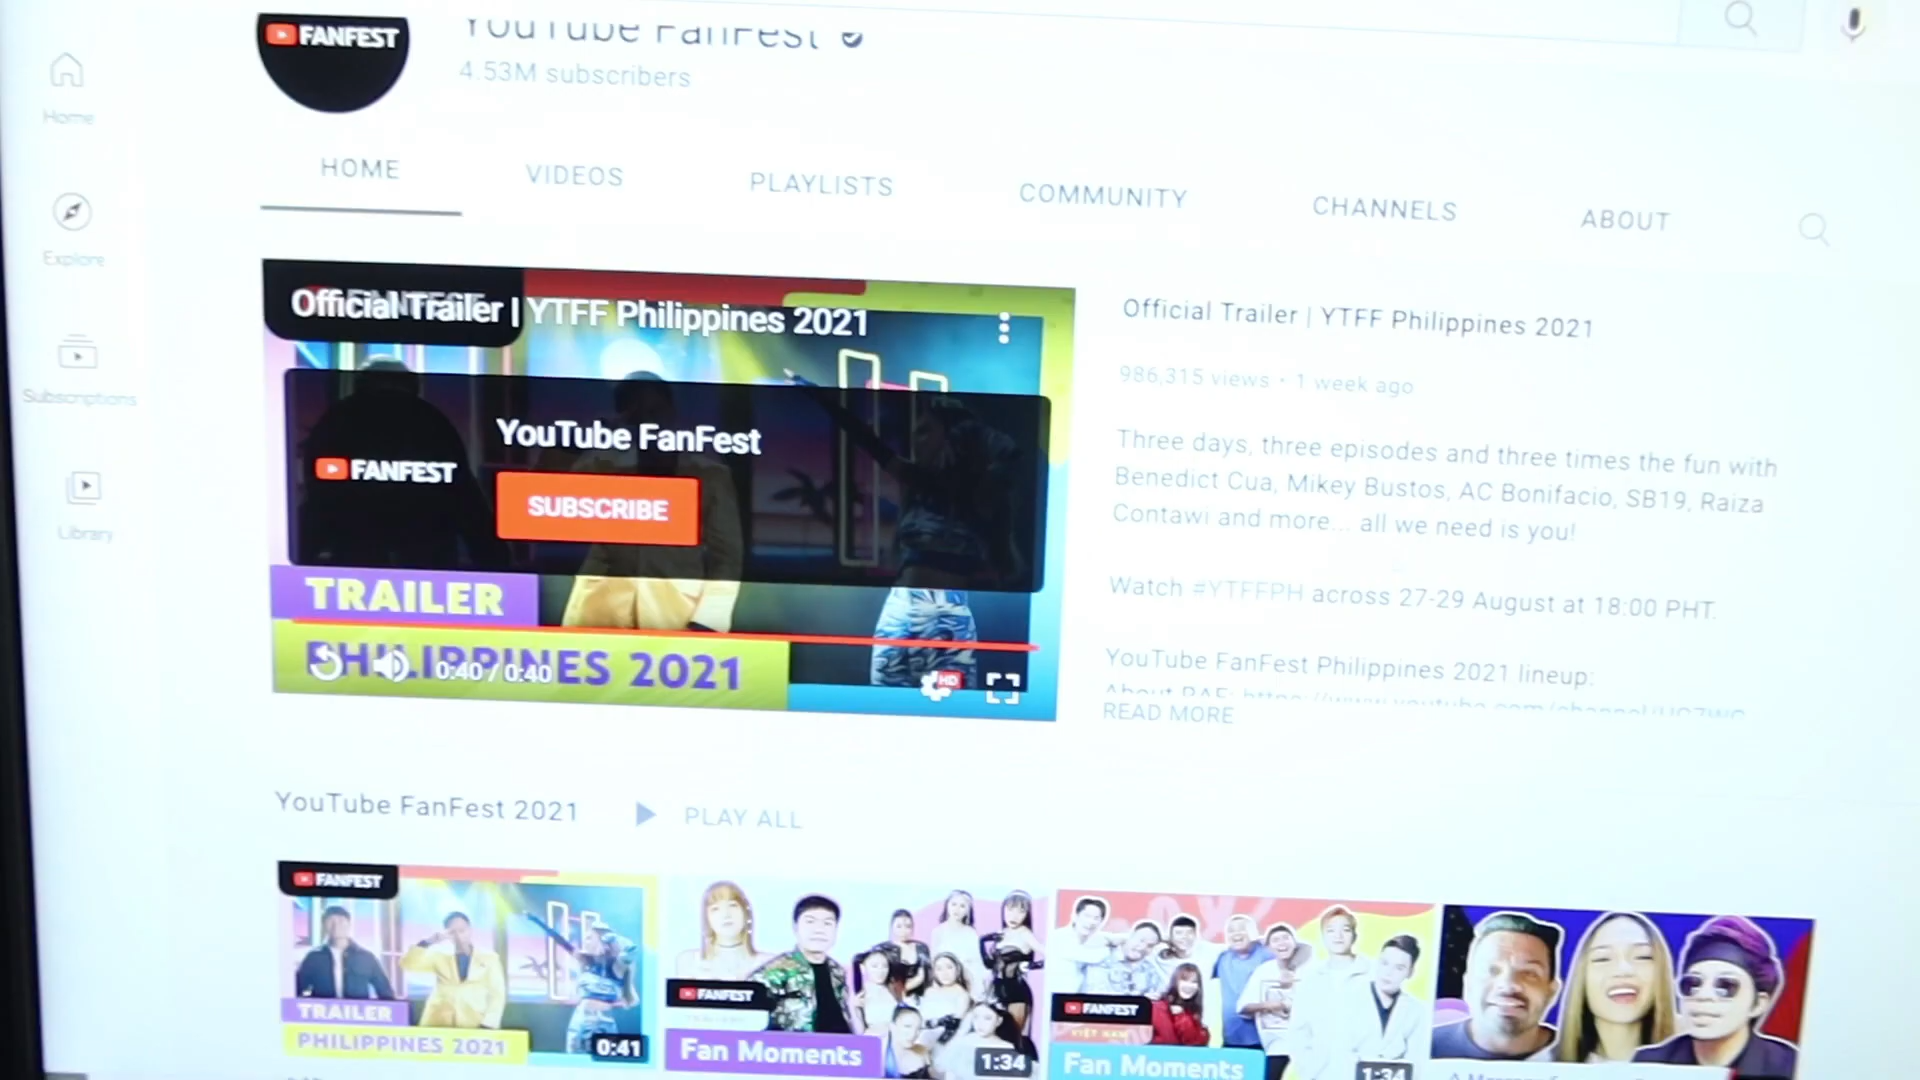 FANFEST
YouTube FanFest
4.53M subscribers
Home
Explore
Subscriptions
Library
HOME
VIDEOS
PLAYLISTS
COMMUNITY
CHANNELS
ABOUT
Official Trailer | YTFF Philippines 2021
FANFEST
YouTube FanFest
SUBSCRIBE
TRAILER
PHILIPPINES 2021
0:40 / 0:40
HD
Official Trailer | YTFF Philippines 2021
986,315 views • 1 week ago
Three days, three episodes and three times the fun with
Benedict Cua, Mikey Bustos, AC Bonifacio, SB19, Raiza
Contawi and more... all we need is you!
Watch #YTFFPH across 27-29 August at 18:00 PHT.
YouTube FanFest Philippines 2021 lineup:
READ MORE
YouTube FanFest 2021
PLAY ALL
FANFEST
TRAILER
PHILIPPINES 2021
0:41
FANFEST
Fan Moments
1:34
FANFEST
VIỆT NAM
Fan Moments
1:34